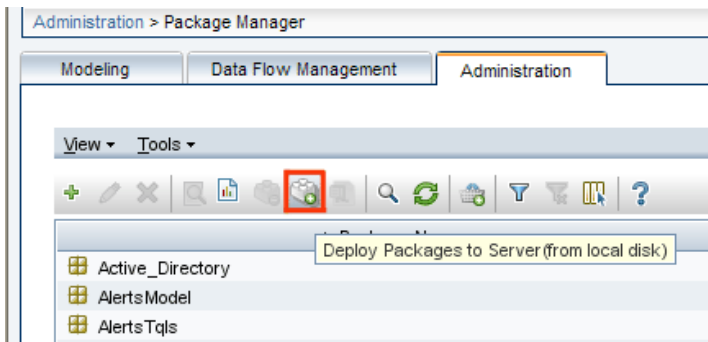 Administration > Package Manager
Modeling
Data Flow Management
Administration
View
Tools
?
Deploy Packages to Server(from local disk)
Active_Directory
AlertsModel
AlertsTqls